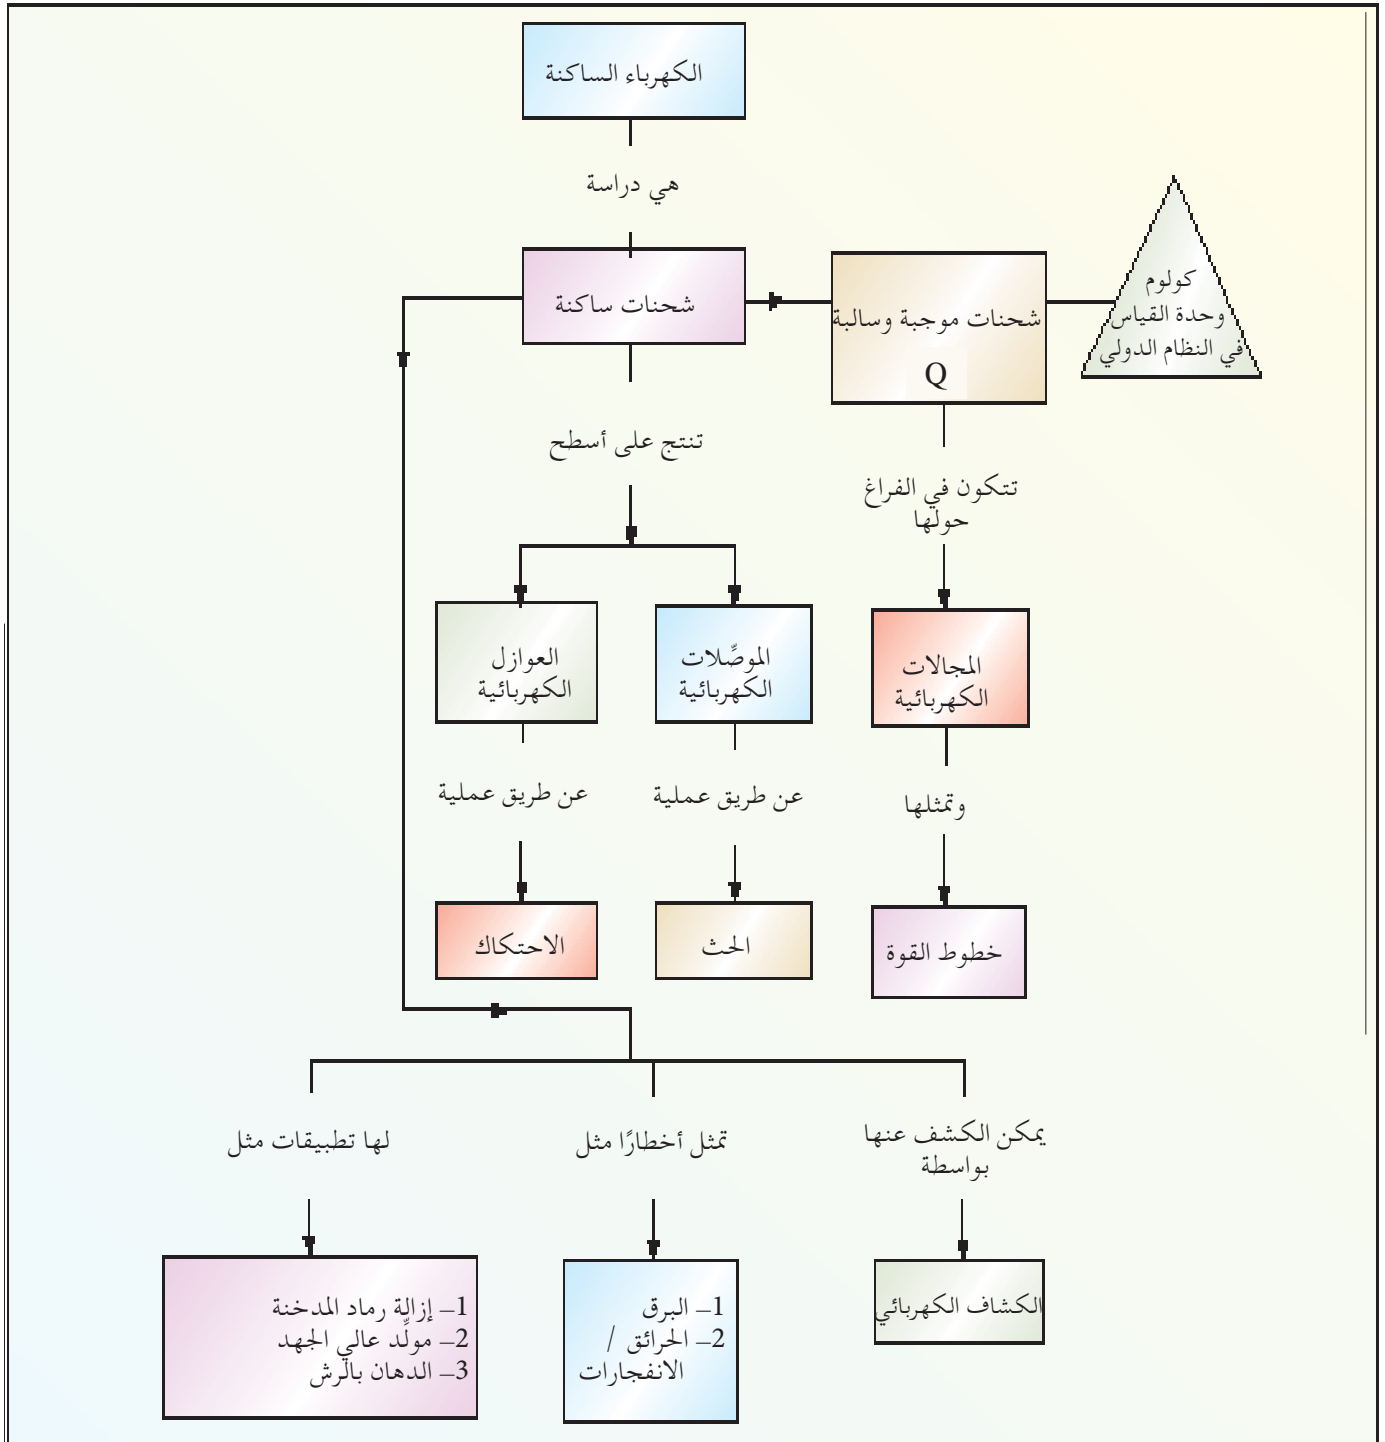 الكهرباء الساكنة
هي دراسة
شحنات ساكنة
شحنات موجبة وسالبة
Q
كولوم
وحدة القياس
في النظام الدولي
تنتج على أسطح
تتكون في الفراغ
حولها
المجالات
الكهربائية
الموصِّلات
الكهربائية
العوازل
الكهربائية
وتمثلها
عن طريق عملية
عن طريق عملية
خطوط القوة
الحث
الاحتكاك
يمكن الكشف عنها
بواسطة
تمثل أخطارًا مثل
لها تطبيقات مثل
الكشاف الكهربائي
1– البرق
2– الحرائق /
الانفجارات
1– إزالة رماد المدخنة
2– مولِّد عالي الجهد
3– الدهان بالرش